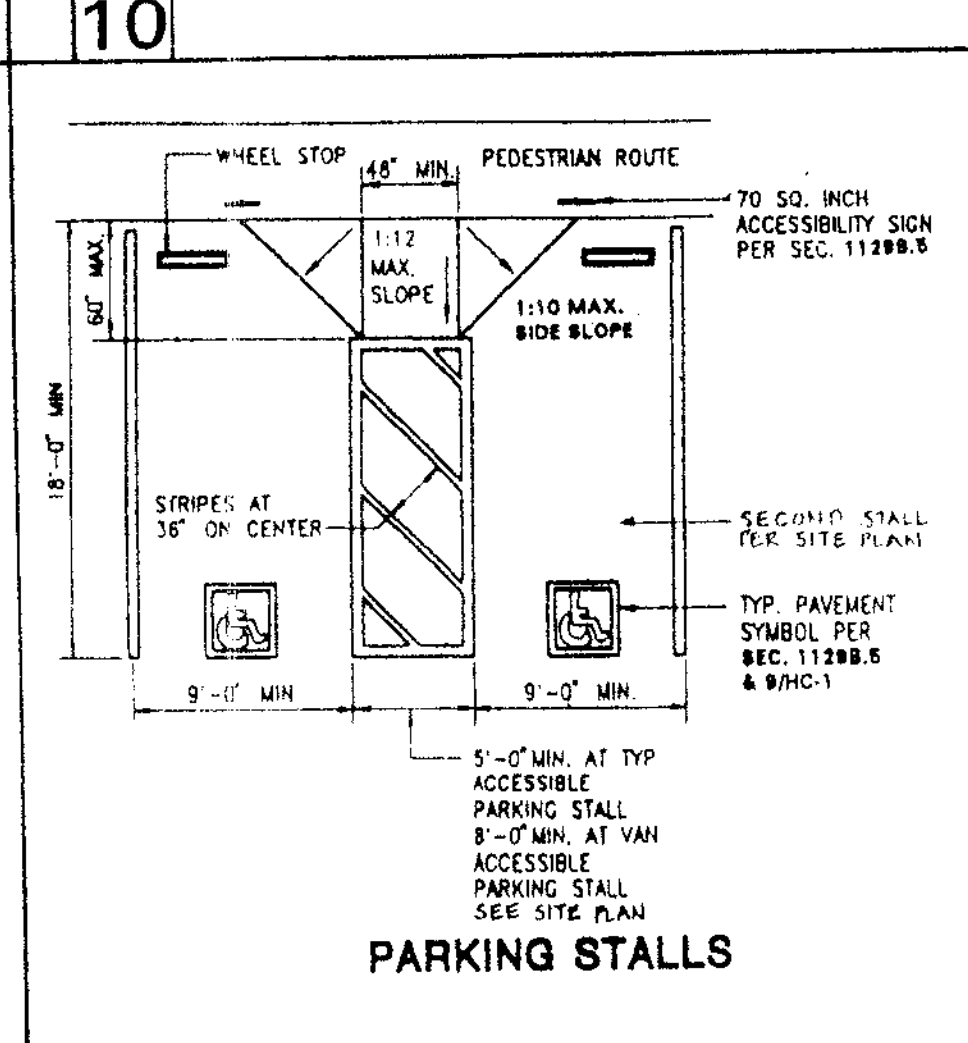 10
WHEEL STOP
48" MIN.
PEDESTRIAN ROUTE
70 SQ. INCH
ACCESSIBILITY SIGN
PER SEC. 1129B.5
60" MAX.
1:12
MAX.
SLOPE
1:10 MAX.
SIDE SLOPE
18'-0" MIN
STRIPES AT
36" ON CENTER
SECOND STALL
PER SITE PLAN
TYP. PAVEMENT
SYMBOL PER
SEC. 1129B.5
& 9/HC-1
9'-0" MIN
9'-0" MIN.
5'-0" MIN. AT TYP
ACCESSIBLE
PARKING STALL
8'-0" MIN. AT VAN
ACCESSIBLE
PARKING STALL
SEE SITE PLAN
PARKING STALLS